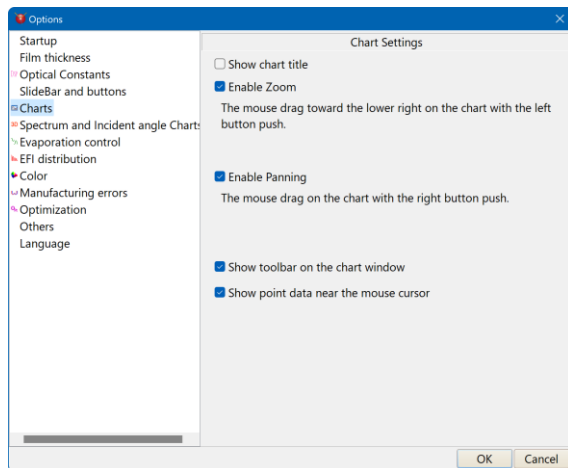 Options
Startup
Film thickness
Optical Constants
SlideBar and buttons
Charts
Spectrum and Incident angle Charts
Evaporation control
EFI distribution
Color
Manufacturing errors
Optimization
Others
Language
Chart Settings
Show chart title
Enable Zoom
The mouse drag toward the lower right on the chart with the left
button push.
Enable Panning
The mouse drag on the chart with the right button push.
Show toolbar on the chart window
Show point data near the mouse cursor
OK
Cancel